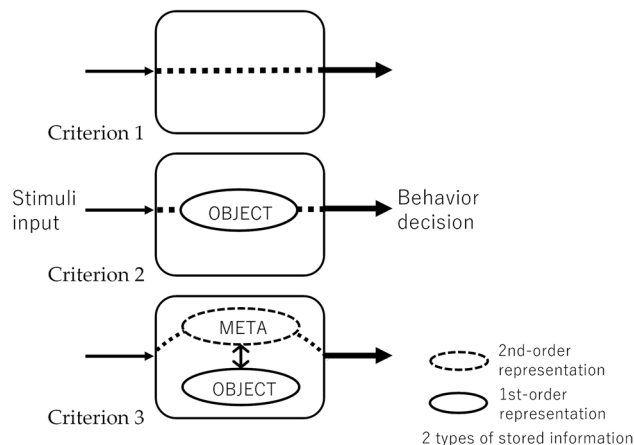 Criterion 1
Stimuli
input
OBJECT
Behavior
decision
Criterion 2
META
OBJECT
Criterion 3
2nd-order
representation
1st-order
representation
2 types of stored information